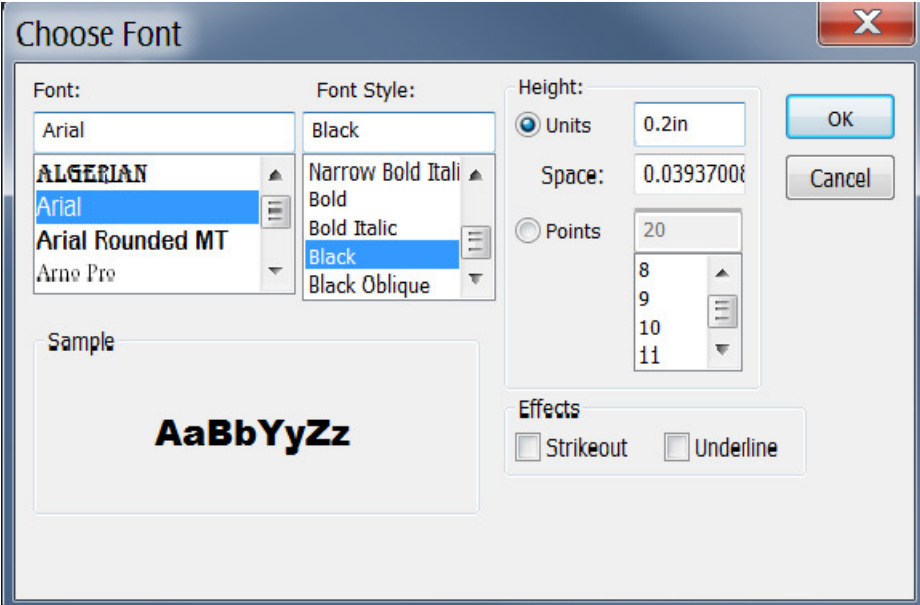 Choose Font
Font:
Arial
ALGERIAN
Arial
Arial Rounded MT
Arno Pro
Font Style:
Black
Narrow Bold Itali
Bold
Bold Italic
Black
Black Oblique
Height:
Units 0.2in
Space: 0.03937008
Points 20
8
9
10
11
OK
Cancel
Sample
AaBbYyZz
Effects
Strikeout Underline